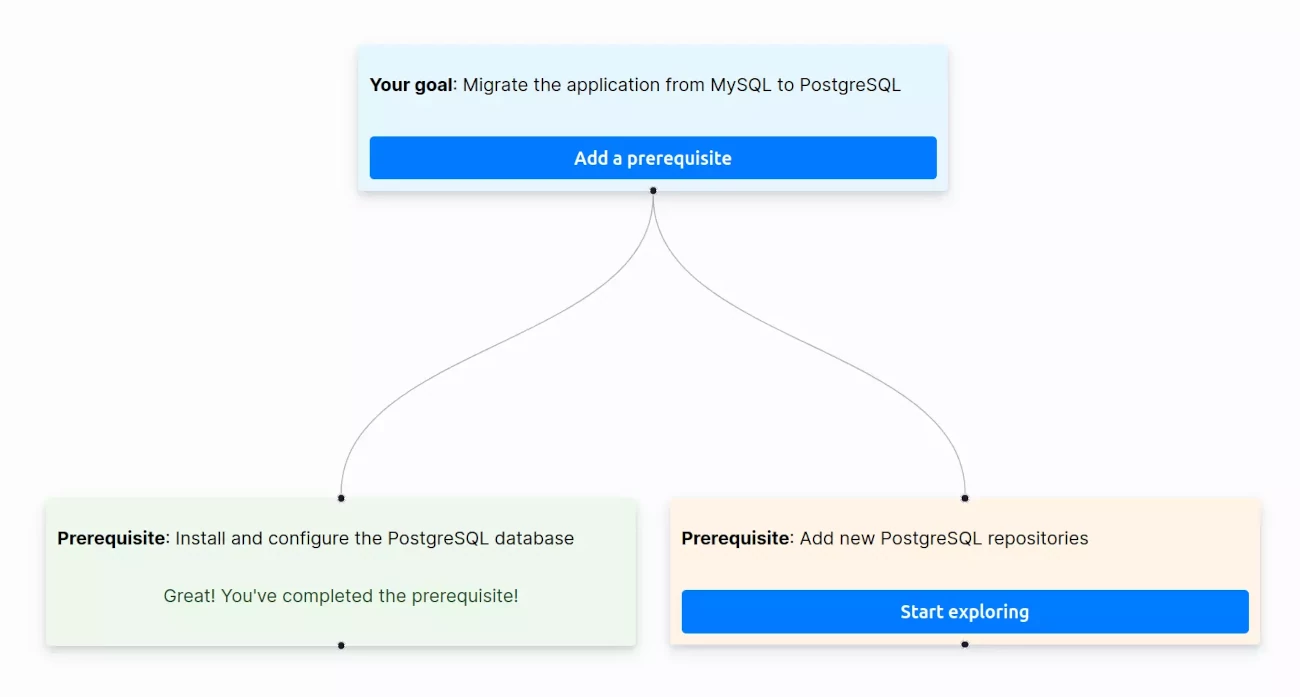 Your goal: Migrate the application from MySQL to PostgreSQL
Add a prerequisite
Prerequisite: Install and configure the PostgreSQL database
Great! You've completed the prerequisite!
Prerequisite: Add new PostgreSQL repositories
Start exploring